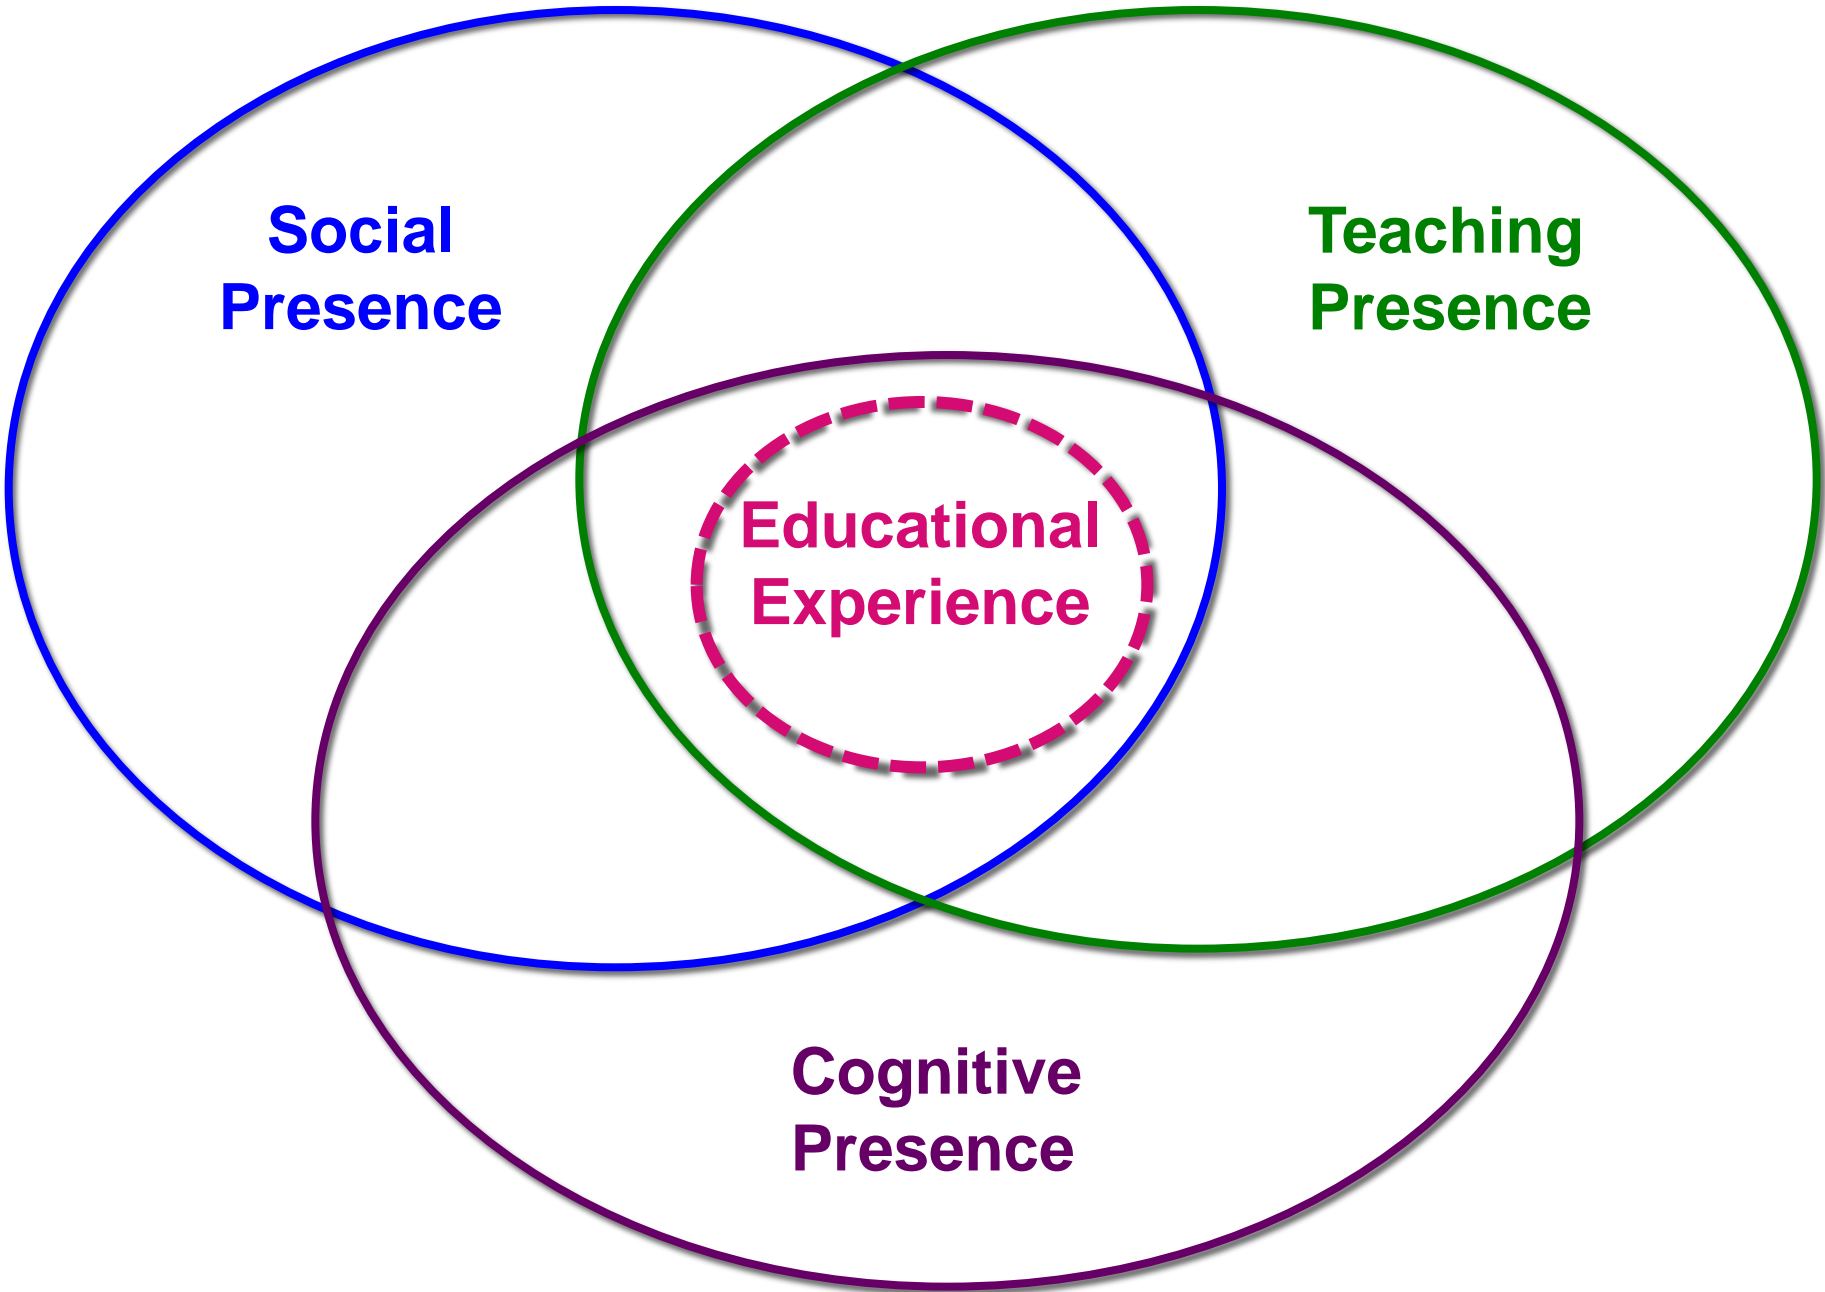 Social
Presence
Teaching
Presence
Educational
Experience
Cognitive
Presence